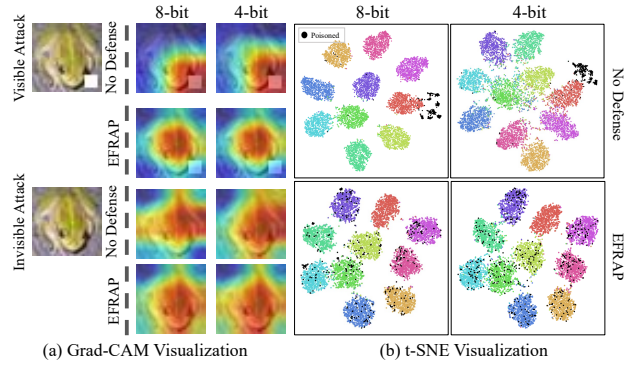 8-bit
4-bit
8-bit
4-bit
Visible Attack
No Defense
Poisoned
No Defense
EFRAP
Invisible Attack
No Defense
EFRAP
EFRAP
(a) Grad-CAM Visualization
(b) t-SNE Visualization